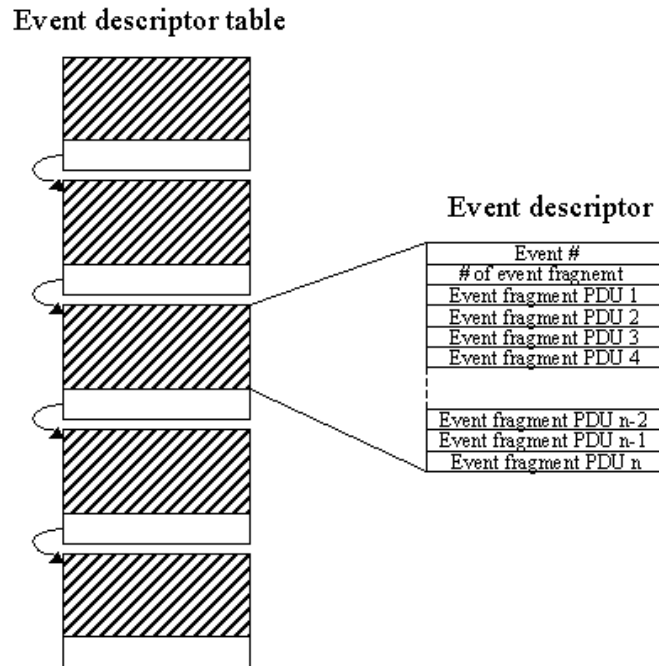 Event descriptor table
Event descriptor
Event #
# of event fragnemt
Event fragment PDU 1
Event fragment PDU 2
Event fragment PDU 3
Event fragment PDU 4
Event fragment PDU n-2
Event fragment PDU n-1
Event fragment PDU n